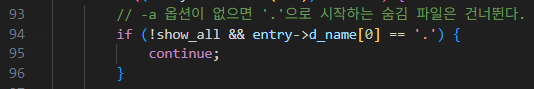 93 // -a 옵션이 없으면 '.'으로 시작하는 숨김 파일은 건너뛴다.
94 if (!show_all && entry->d_name[0] == '.') {
95 continue;
96 }